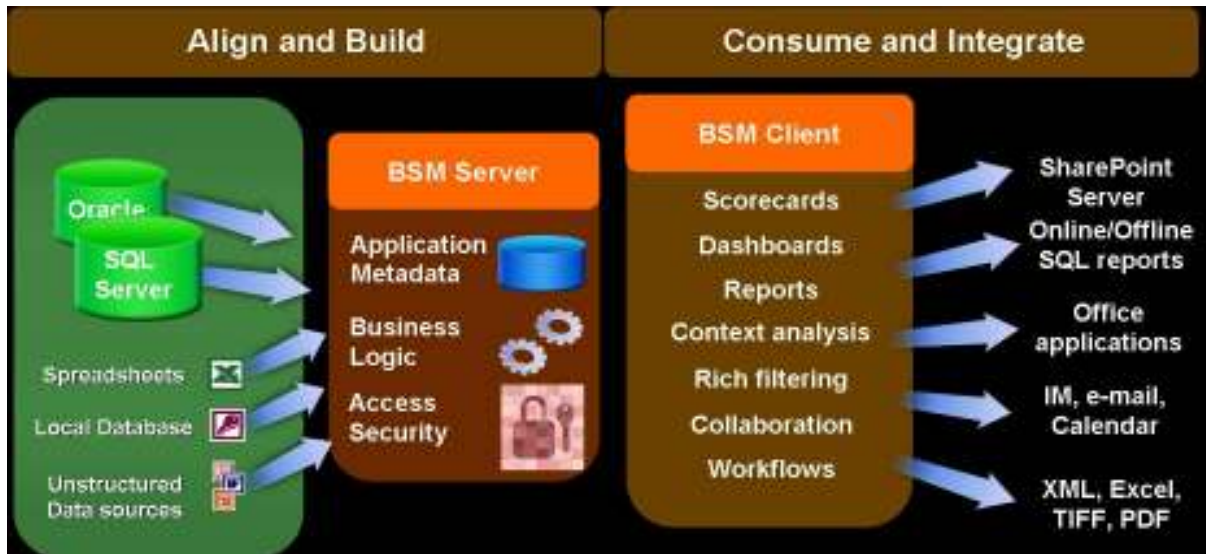 Align and Build
Consume and Integrate
Oracle
SQL
Server
Spreadsheets
Local Database
Unstructured
Data sources
BSM Server
Application
Metadata
Business
Logic
Access
Security
BSM Client
Scorecards
Dashboards
Reports
Context analysis
Rich filtering
Collaboration
Workflows
SharePoint
Server
Online/Offline
SQL reports
Office
applications
IM, e-mail,
Calendar
XML, Excel,
TIFF, PDF